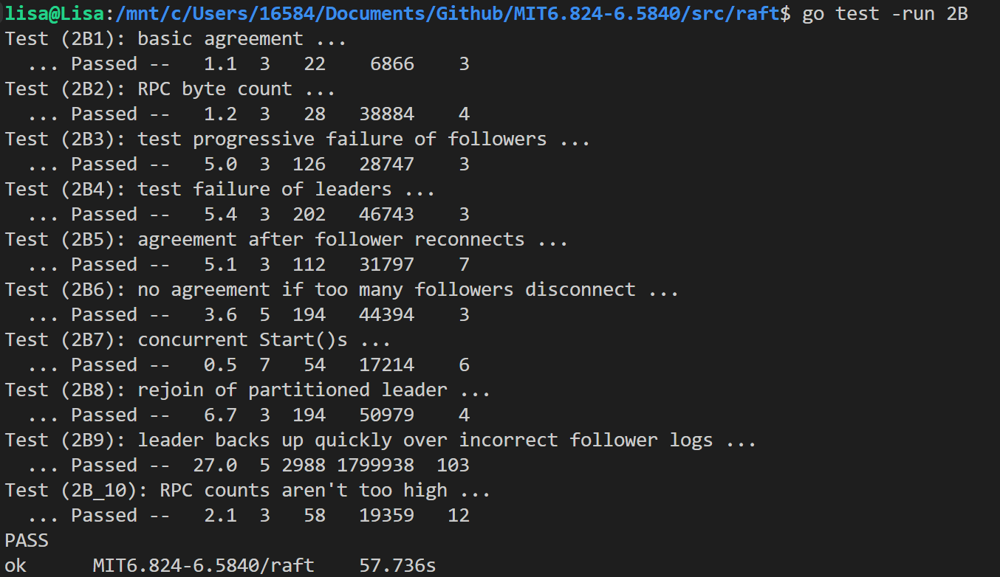 lisa@Lisa:/mnt/c/Users/16584/Documents/Github/MIT6.824-6.5840/src/raft$ go test -run 2B
Test (2B1): basic agreement ...
  ... Passed --   1.1  3   22    6866    3
Test (2B2): RPC byte count ...
  ... Passed --   1.2  3   28   38884    4
Test (2B3): test progressive failure of followers ...
  ... Passed --   5.0  3  126   28747    3
Test (2B4): test failure of leaders ...
  ... Passed --   5.4  3  202   46743    3
Test (2B5): agreement after follower reconnects ...
  ... Passed --   5.1  3  112   31797    7
Test (2B6): no agreement if too many followers disconnect ...
  ... Passed --   3.6  5  194   44394    3
Test (2B7): concurrent Start()s ...
  ... Passed --   0.5  7   54   17214    6
Test (2B8): rejoin of partitioned leader ...
  ... Passed --   6.7  3  194   50979    4
Test (2B9): leader backs up quickly over incorrect follower logs ...
  ... Passed --  27.0  5 2988 1799938  103
Test (2B_10): RPC counts aren't too high ...
  ... Passed --   2.1  3   58   19359   12
PASS
ok      MIT6.824-6.5840/raft    57.736s